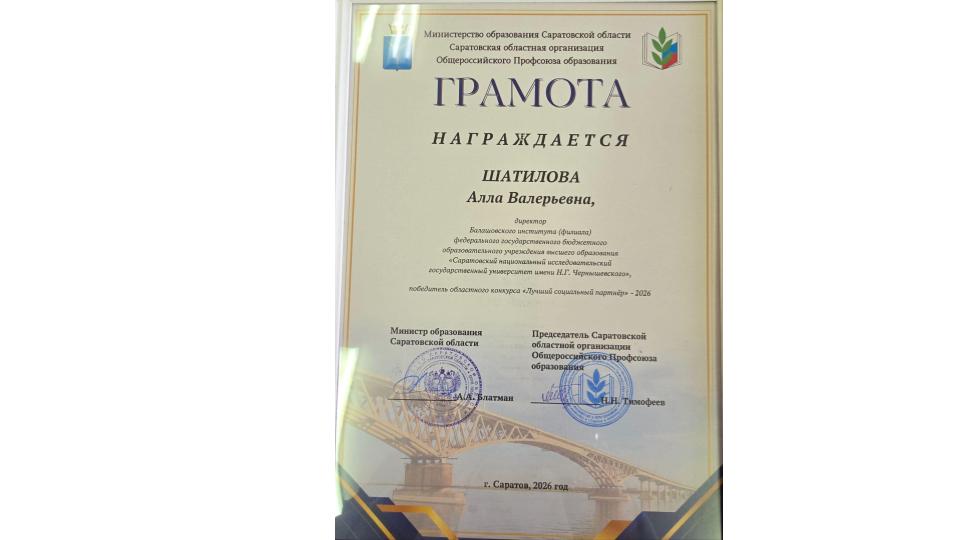 Министерство образования Саратовской области
Саратовская областная организация
Общероссийского Профсоюза образования
ГРАМОТА
НАГРАЖДАЕТСЯ
ШАТИЛОВА
Алла Валерьевна,
директор
Балашовского института (филиала)
федерального государственного бюджетного
образовательного учреждения высшего образования
«Саратовский национальный исследовательский
государственный университет имени Н.Г. Чернышевского»,
победитель областного конкурса «Лучший социальный партнёр» - 2026
Министр образования
Саратовской области
А.А. Блатман
Председатель Саратовской
областной организации
Общероссийского Профсоюза
образования
Н.Н. Тимофеев
г. Саратов, 2026 год